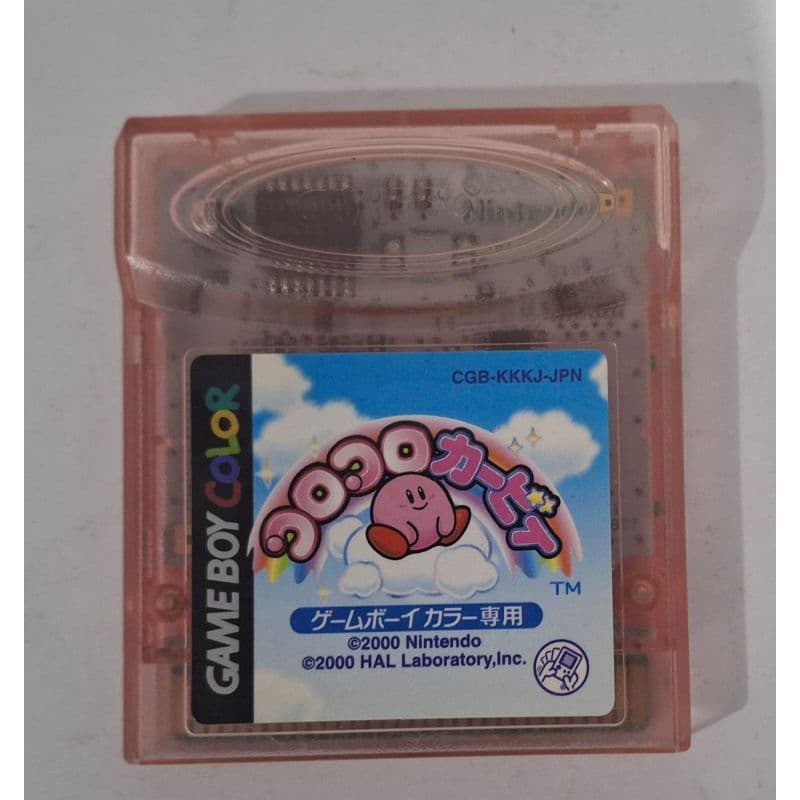 Nintendo
GAME BOY COLOR
CGB-KKKJ-JPN
コロコロカービィ
TM
ゲームボーイカラー専用
©2000 Nintendo
©2000 HAL Laboratory,Inc.